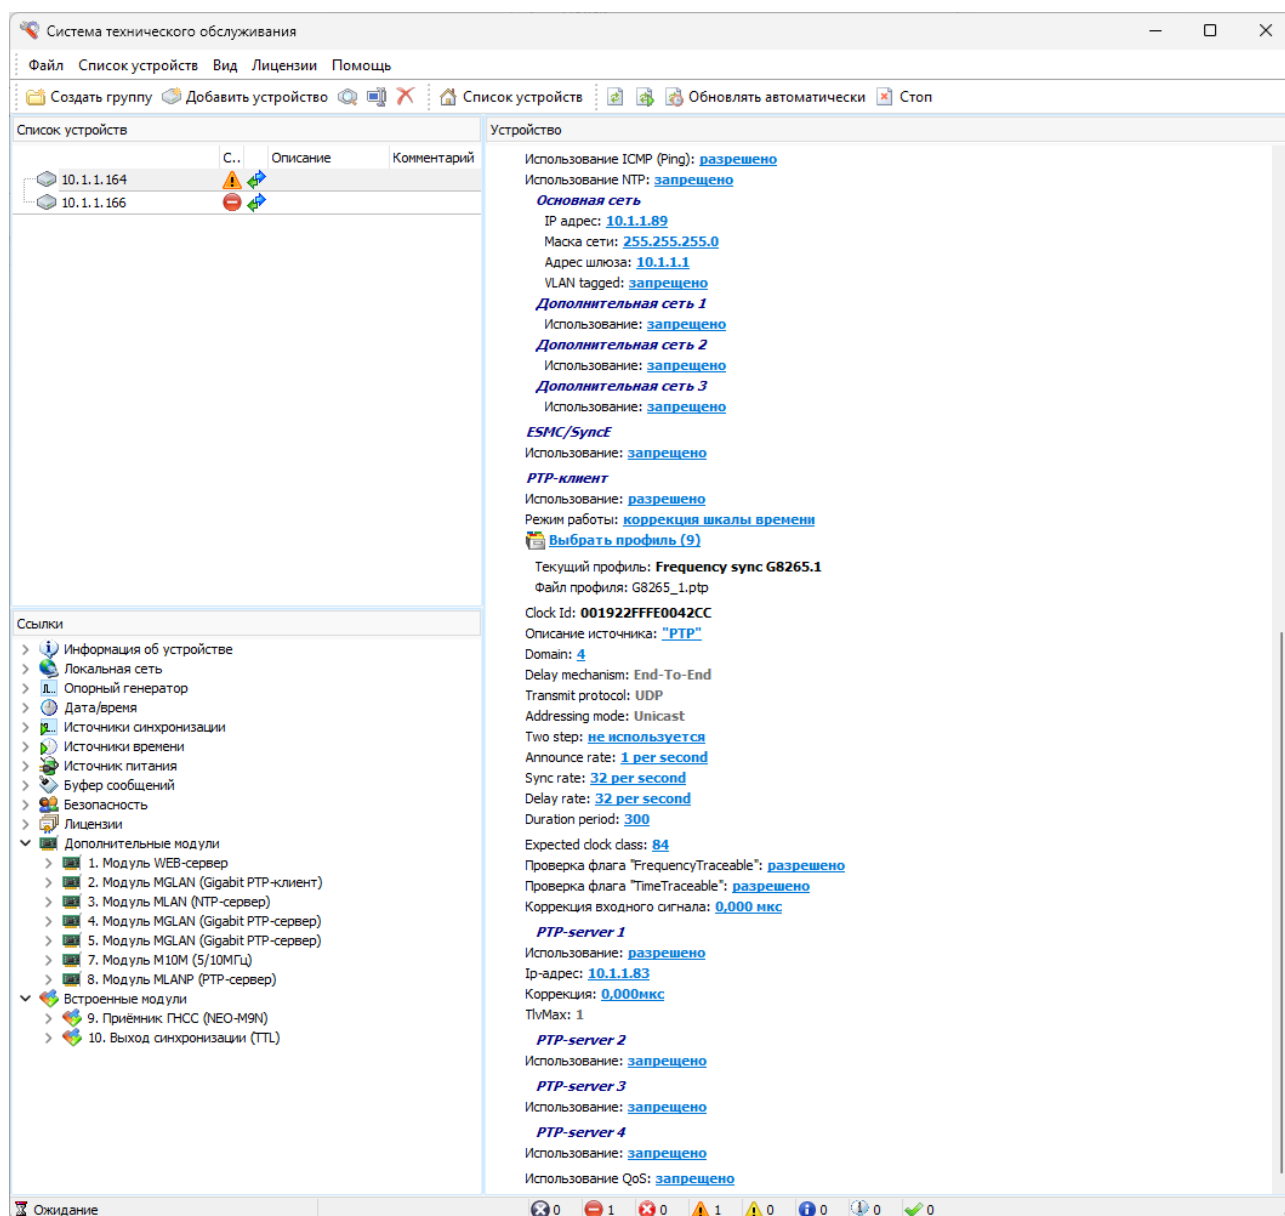 Система технического обслуживания
Файл Список устройств Вид Лицензии Помощь
Создать группу Добавить устройство Список устройств Обновлять автоматически Стоп
Список устройств
С.. Описание Комментарий
10.1.1.164
10.1.1.166
Ссылки
Информация об устройстве
Локальная сеть
Опорный генератор
Дата/время
Источники синхронизации
Источники времени
Источник питания
Буфер сообщений
Безопасность
Лицензии
Дополнительные модули
1. Модуль WEB-сервер
2. Модуль MGLAN (Gigabit PTP-клиент)
3. Модуль MLAN (NTP-сервер)
4. Модуль MGLAN (Gigabit PTP-сервер)
5. Модуль MGLAN (Gigabit PTP-сервер)
7. Модуль M10M (5/10МГц)
8. Модуль MLANP (PTP-сервер)
Встроенные модули
9. Приёмник ГНСС (NEO-M9N)
10. Выход синхронизации (TTL)
Устройство
Использование ICMP (Ping): разрешено
Использование NTP: запрещено
Основная сеть
IP адрес: 10.1.1.89
Маска сети: 255.255.255.0
Адрес шлюза: 10.1.1.1
VLAN tagged: запрещено
Дополнительная сеть 1
Использование: запрещено
Дополнительная сеть 2
Использование: запрещено
Дополнительная сеть 3
Использование: запрещено
ESMC/SyncE
Использование: запрещено
PTP-клиент
Использование: разрешено
Режим работы: коррекция шкалы времени
Выбрать профиль (9)
Текущий профиль: Frequency sync G8265.1
Файл профиля: G8265_1.ptp
Clock Id: 001922FFFE0042CC
Описание источника: "PTP"
Domain: 4
Delay mechanism: End-To-End
Transmit protocol: UDP
Addressing mode: Unicast
Two step: не используется
Announce rate: 1 per second
Sync rate: 32 per second
Delay rate: 32 per second
Duration period: 300
Expected clock class: 84
Проверка флага "FrequencyTraceable": разрешено
Проверка флага "TimeTraceable": разрешено
Коррекция входного сигнала: 0,000 мкс
PTP-server 1
Использование: разрешено
Ip-адрес: 10.1.1.83
Коррекция: 0,000мкс
TlvMax: 1
PTP-server 2
Использование: запрещено
PTP-server 3
Использование: запрещено
PTP-server 4
Использование: запрещено
Использование QoS: запрещено
Ожидание 0 1 0 1 0 0 0 0